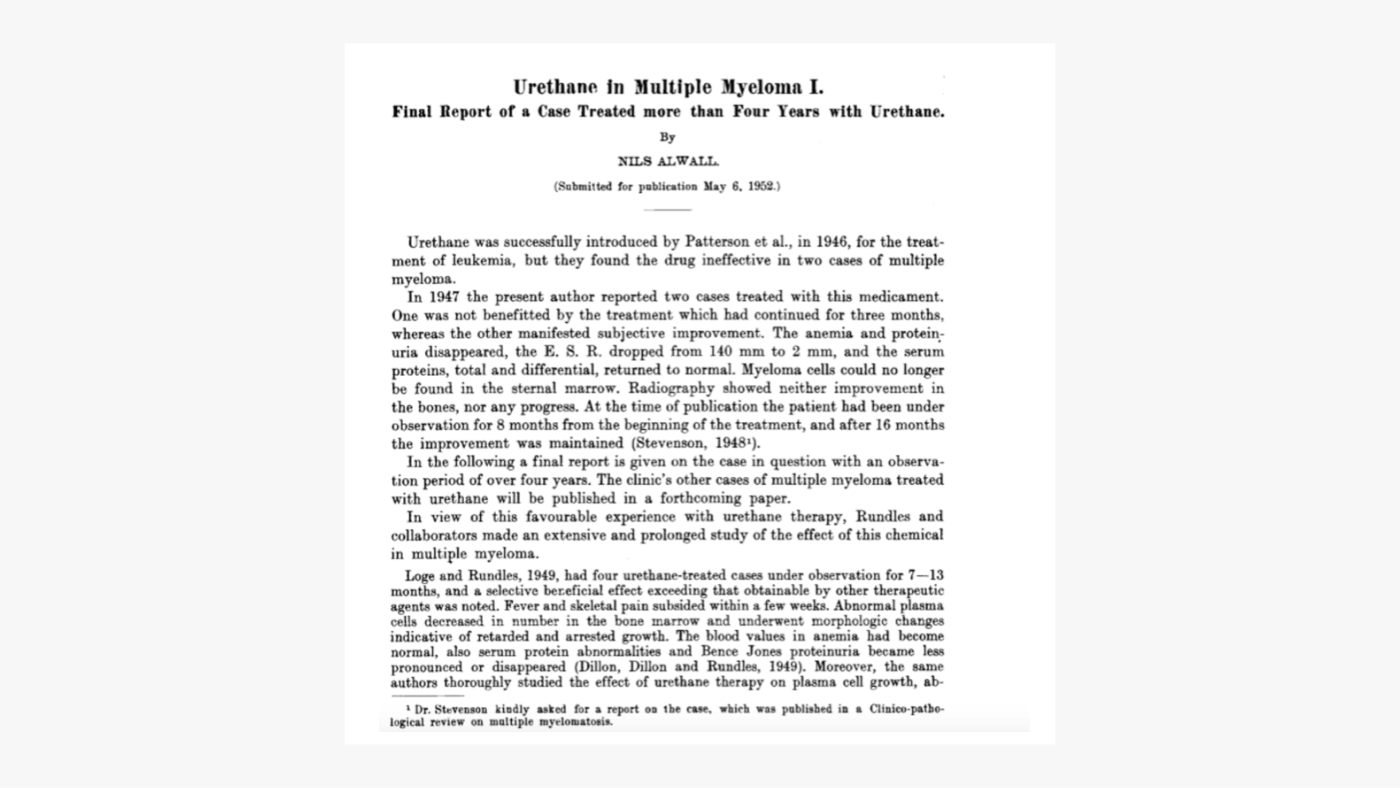 Urethane in Multiple Myeloma I.
Final Report of a Case Treated more than Four Years with Urethane.
By
NILS ALWALL.
(Submitted for publication May 6, 1952.)
Urethane was successfully introduced by Patterson et al., in 1946, for the treat-
ment of leukemia, but they found the drug ineffective in two cases of multiple
myeloma.
In 1947 the present author reported two cases treated with this medicament.
One was not benefitted by the treatment which had continued for three months,
whereas the other manifested subjective improvement. The anemia and protein-
uria disappeared, the E. S. R. dropped from 140 mm to 2 mm, and the serum
proteins, total and differential, returned to normal. Myeloma cells could no longer
be found in the sternal marrow. Radiography showed neither improvement in
the bones, nor any progress. At the time of publication the patient had been under
observation for 8 months from the beginning of the treatment, and after 16 months
the improvement was maintained (Stevenson, 1948¹).
In the following a final report is given on the case in question with an observa-
tion period of over four years. The clinic's other cases of multiple myeloma treated
with urethane will be published in a forthcoming paper.
In view of this favourable experience with urethane therapy, Rundles and
collaborators made an extensive and prolonged study of the effect of this chemical
in multiple myeloma.
Loge and Rundles, 1949, had four urethane-treated cases under observation for 7—13
months, and a selective beneficial effect exceeding that obtainable by other therapeutic
agents was noted. Fever and skeletal pain subsided within a few weeks. Abnormal plasma
cells decreased in number in the bone marrow and underwent morphologic changes
indicative of retarded and arrested growth. The blood values in anemia had become
normal, also serum protein abnormalities and Bence Jones proteinuria became less
pronounced or disappeared (Dillon, Dillon and Rundles, 1949). Moreover, the same
authors thoroughly studied the effect of urethane therapy on plasma cell growth, ab-
¹ Dr. Stevenson kindly asked for a report on the case, which was published in a Clinico-patho-
logical review on multiple myelomatosis.